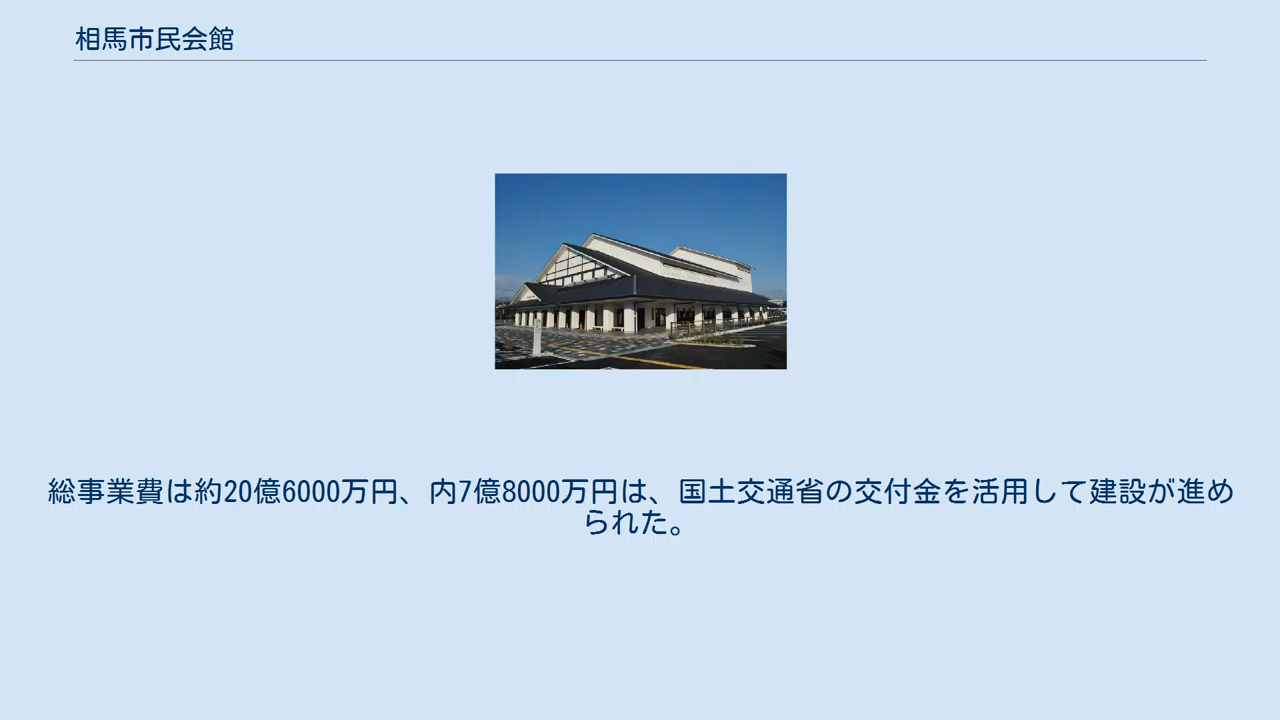 相馬市民会館
総事業費は約20億6000万円、内7億8000万円は、国土交通省の交付金を活用して建設が進め
られた。